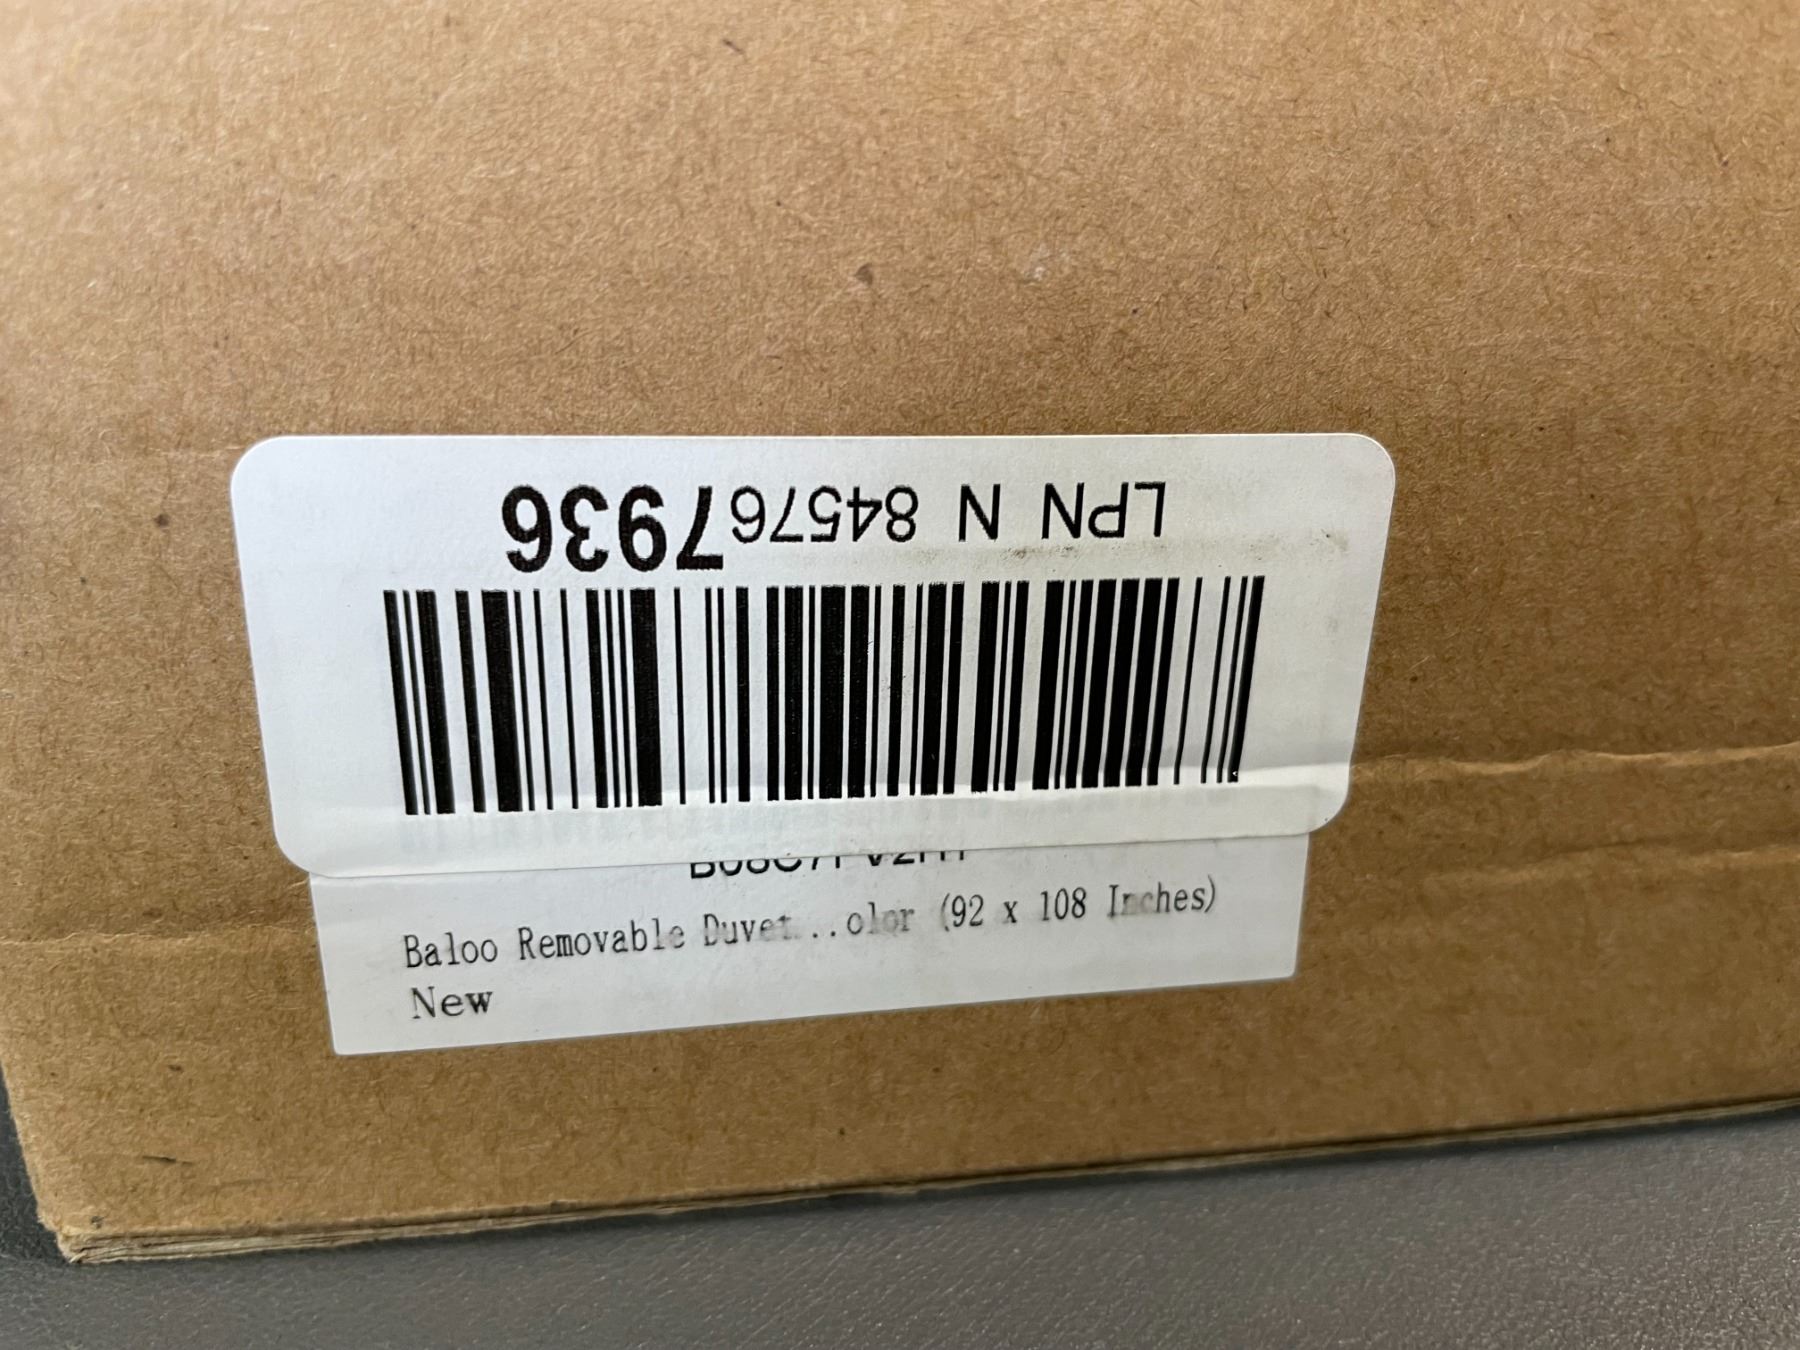 LPN N 845767936
Baloo Removable Duvet...olor (92 x 108 Inches)
New